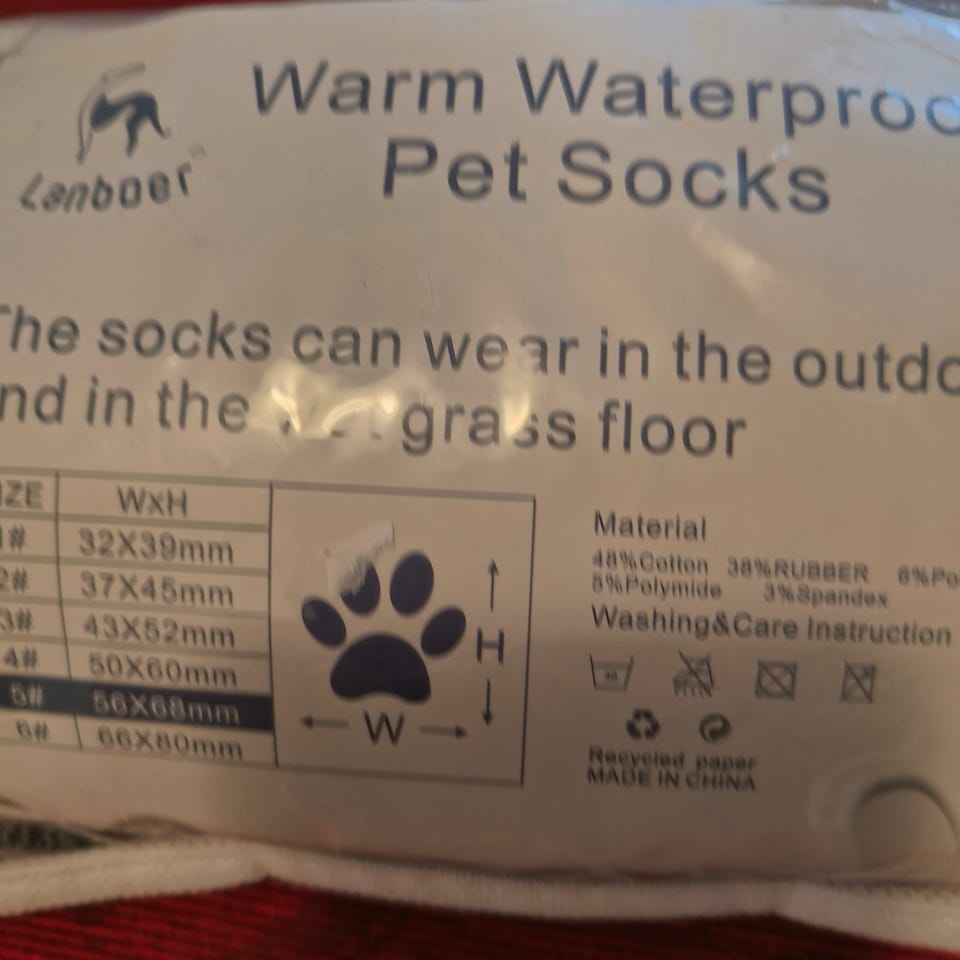 Lanboer
Warm Waterproo
Pet Socks
The socks can wear in the outdo
nd in the grass floor
IZE WxH
1# 32X39mm
2# 37X45mm
3# 43X52mm
4# 50X60mm
5# 56X68mm
6# 66X80mm
H
W
Material
48%Cotton 38%RUBBER 6%Po
5%Polymide 3%Spandex
Washing&Care Instruction
Recycled paper
MADE IN CHINA